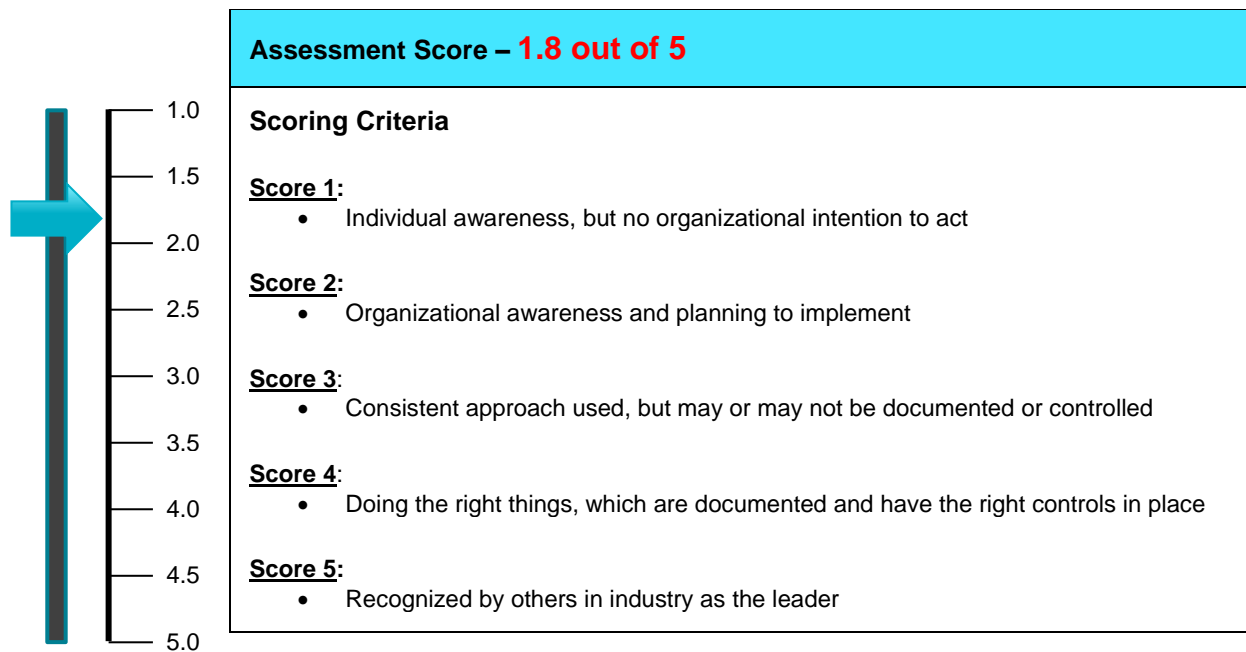 Assessment Score – 1.8 out of 5
1.0
1.5
2.0
2.5
3.0
3.5
4.0
4.5
5.0
Scoring Criteria
Score 1:
• Individual awareness, but no organizational intention to act
Score 2:
• Organizational awareness and planning to implement
Score 3:
• Consistent approach used, but may or may not be documented or controlled
Score 4:
• Doing the right things, which are documented and have the right controls in place
Score 5:
• Recognized by others in industry as the leader